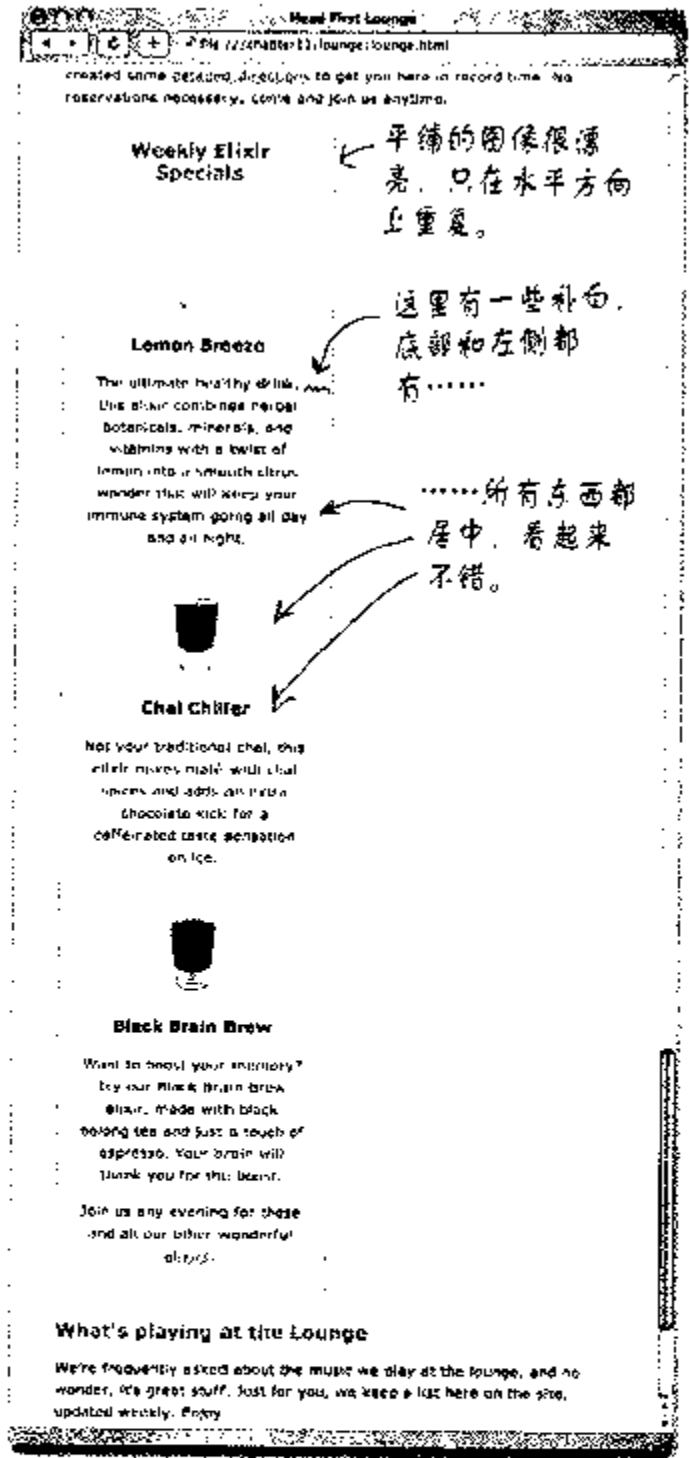 Head First Lounge
file:///chapter11/lounge/lounge.html
created some detailed directions to get you here in record time. No
reservations necessary, come and join us anytime.
Weekly Elixir
Specials
平铺的图像很漂
亮，只在水平方向
上重复。
这里有一些补白，
底部和左侧都
有……
Lemon Breeze
The ultimate healthy drink,
this elixir combines herbal
botanicals, minerals, and
vitamins with a twist of
lemon into a smooth citrus
wonder that will keep your
immune system going all day
and all night.
……所有东西都
居中，看起来
不错。
Chai Chiller
Not your traditional chai, this
elixir mixes maté with chai
spices and adds an extra
chocolate kick for a
caffeinated taste sensation
on ice.
Black Brain Brew
Want to boost your memory?
Try our Black Brain Brew
elixir, made with black
oolong tea and just a touch of
espresso. Your brain will
thank you for the boost.
Join us any evening for these
and all our other wonderful
elixirs.
What's playing at the Lounge
We're frequently asked about the music we play at the lounge, and no
wonder, it's great stuff. Just for you, we keep a list here on the site,
updated weekly. Enjoy